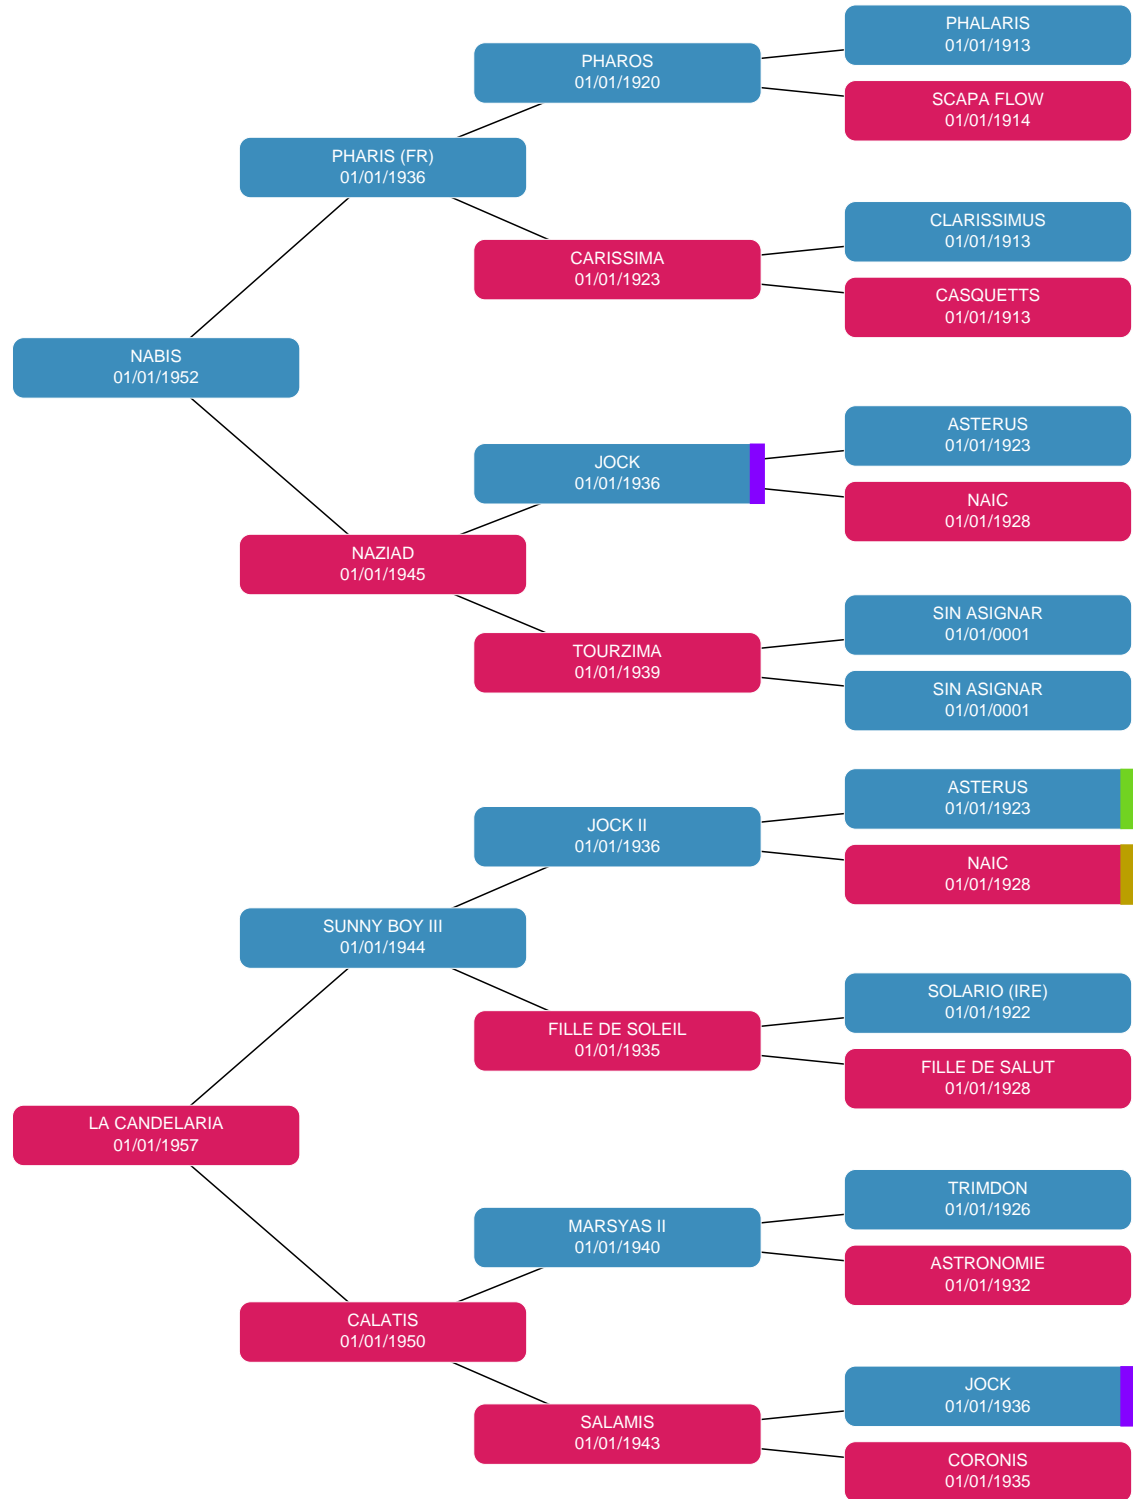 PHALARIS
01/01/1913
PHAROS
01/01/1920
SCAPA FLOW
01/01/1914
PHARIS (FR)
01/01/1936
CLARISSIMUS
01/01/1913
CARISSIMA
01/01/1923
CASQUETTS
01/01/1913
NABIS
01/01/1952
ASTERUS
01/01/1923
JOCK
01/01/1936
NAIC
01/01/1928
NAZIAD
01/01/1945
SIN ASIGNAR
01/01/0001
TOURZIMA
01/01/1939
SIN ASIGNAR
01/01/0001
ASTERUS
01/01/1923
JOCK II
01/01/1936
NAIC
01/01/1928
SUNNY BOY III
01/01/1944
SOLARIO (IRE)
01/01/1922
FILLE DE SOLEIL
01/01/1935
FILLE DE SALUT
01/01/1928
LA CANDELARIA
01/01/1957
TRIMDON
01/01/1926
MARSYAS II
01/01/1940
ASTRONOMIE
01/01/1932
CALATIS
01/01/1950
JOCK
01/01/1936
SALAMIS
01/01/1943
CORONIS
01/01/1935